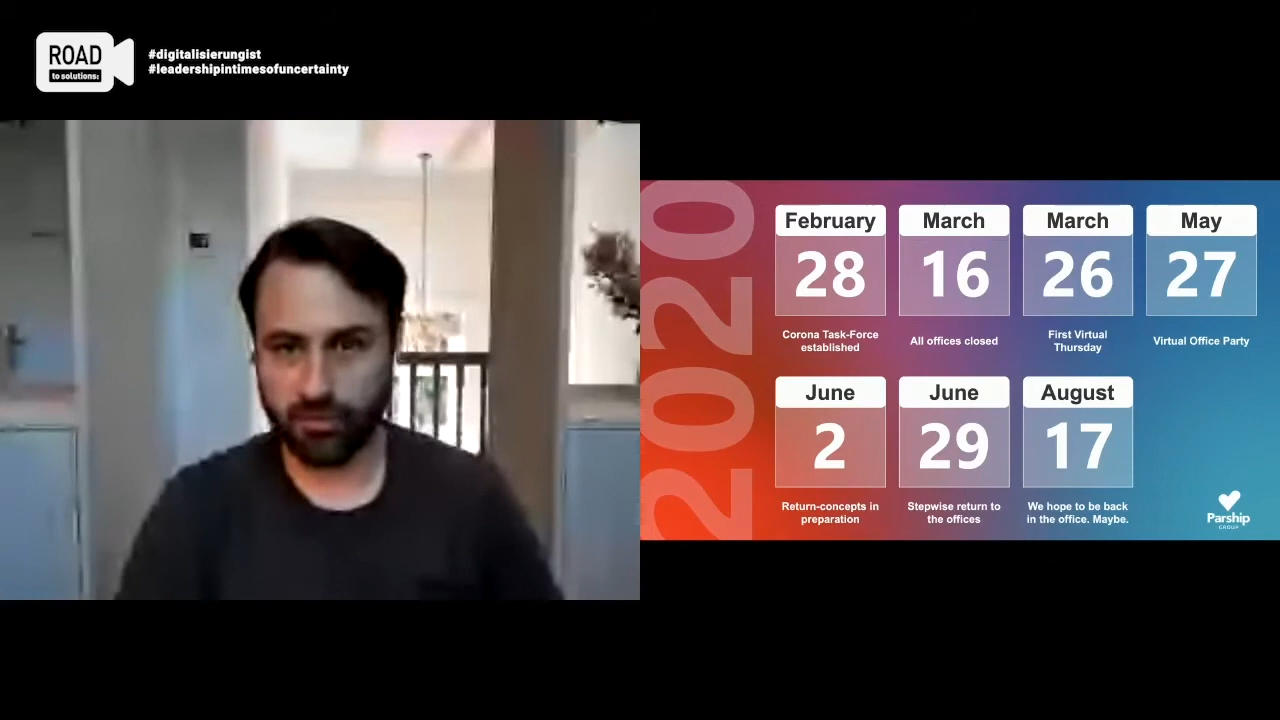 ROAD
to solutions:
#digitalisierungist
#leadershipintimesofuncertainty
2020
February
28
Corona Task-Force
established
March
16
All offices closed
March
26
First Virtual
Thursday
May
27
Virtual Office Party
June
2
Return-concepts in
preparation
June
29
Stepwise return to
the offices
August
17
We hope to be back
in the office. Maybe.
Parship
GROUP